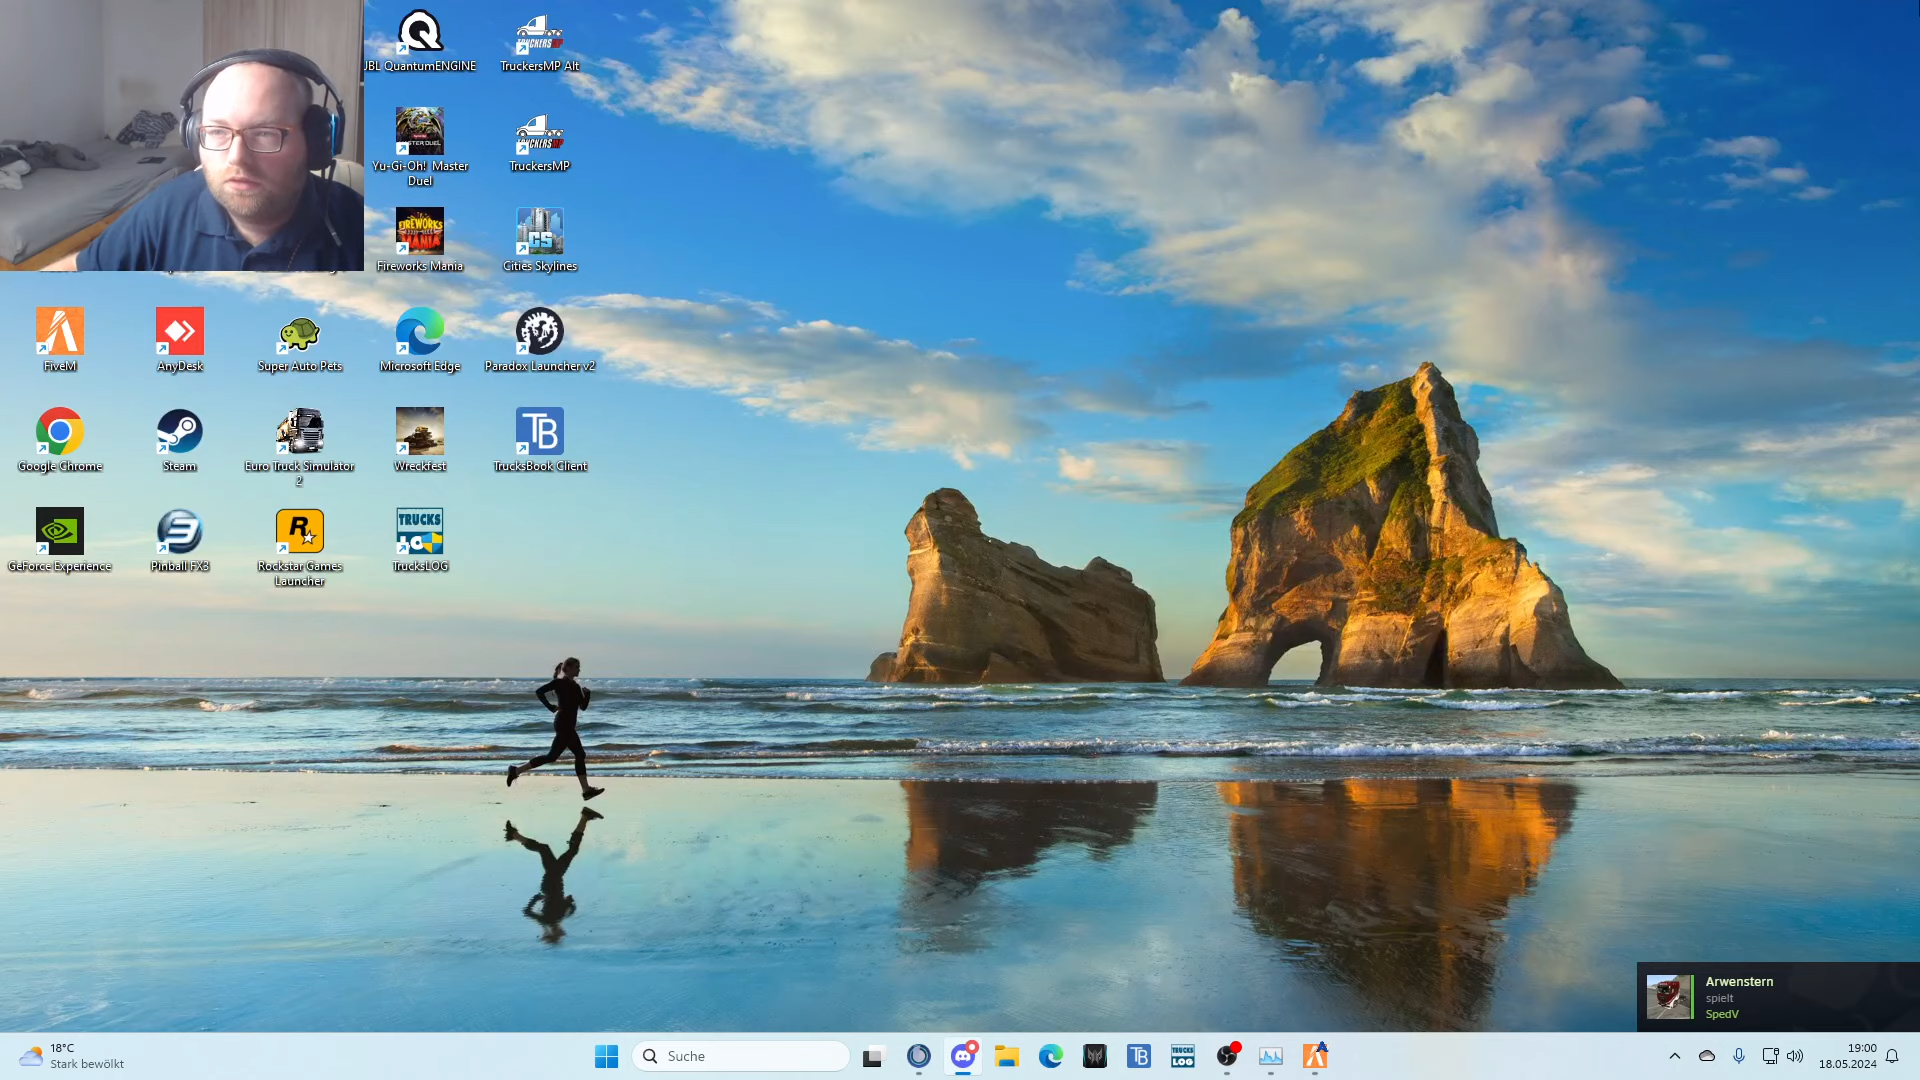 JBL QuantumENGINE
TruckersMP Alt
Yu-Gi-Oh! Master
Duel
TruckersMP
Fireworks Mania
Cities Skylines
FiveM
AnyDesk
Super Auto Pets
Microsoft Edge
Paradox Launcher v2
Google Chrome
Steam
Euro Truck Simulator
2
Wreckfest
TrucksBook Client
GeForce Experience
Pinball FX3
Rockstar Games
Launcher
TrucksLOG
Arwenstern
spielt
SpedV
18°C
Stark bewölkt
Suche
19:00
18.05.2024